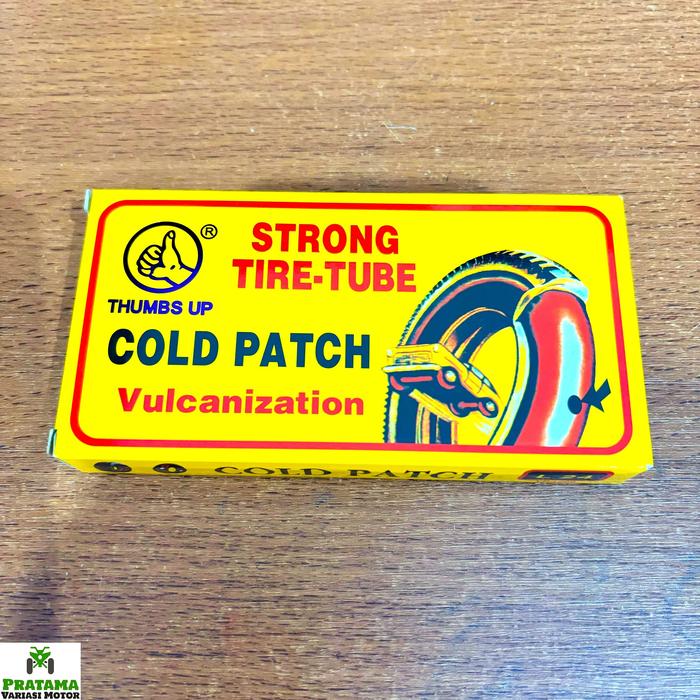 ®
STRONG
TIRE-TUBE
THUMBS UP
COLD PATCH
Vulcanization
COLD PATCH
PRATAMA
VARIASI MOTOR